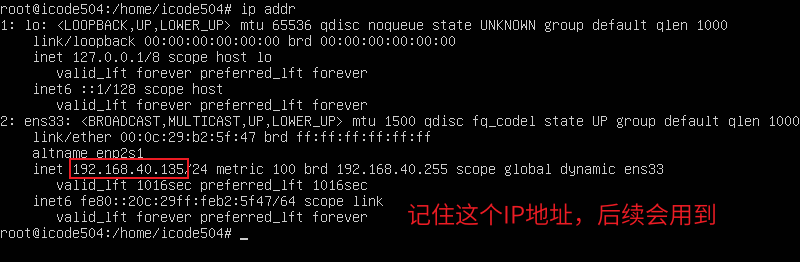 root@icode504:/home/icode504# ip addr
1: lo: <LOOPBACK,UP,LOWER_UP> mtu 65536 qdisc noqueue state UNKNOWN group default qlen 1000
link/loopback 00:00:00:00:00:00 brd 00:00:00:00:00:00
inet 127.0.0.1/8 scope host lo
valid_lft forever preferred_lft forever
inet6 ::1/128 scope host
valid_lft forever preferred_lft forever
2: ens33: <BROADCAST,MULTICAST,UP,LOWER_UP> mtu 1500 qdisc fq_codel state UP group default qlen 1000
link/ether 00:0c:29:b2:5f:47 brd ff:ff:ff:ff:ff:ff
altname enp2s1
inet 192.168.40.135/24 metric 100 brd 192.168.40.255 scope global dynamic ens33
valid_lft 1016sec preferred_lft 1016sec
inet6 fe80::20c:29ff:feb2:5f47/64 scope link
valid_lft forever preferred_lft forever
记住这个IP地址，后续会用到
root@icode504:/home/icode504# _